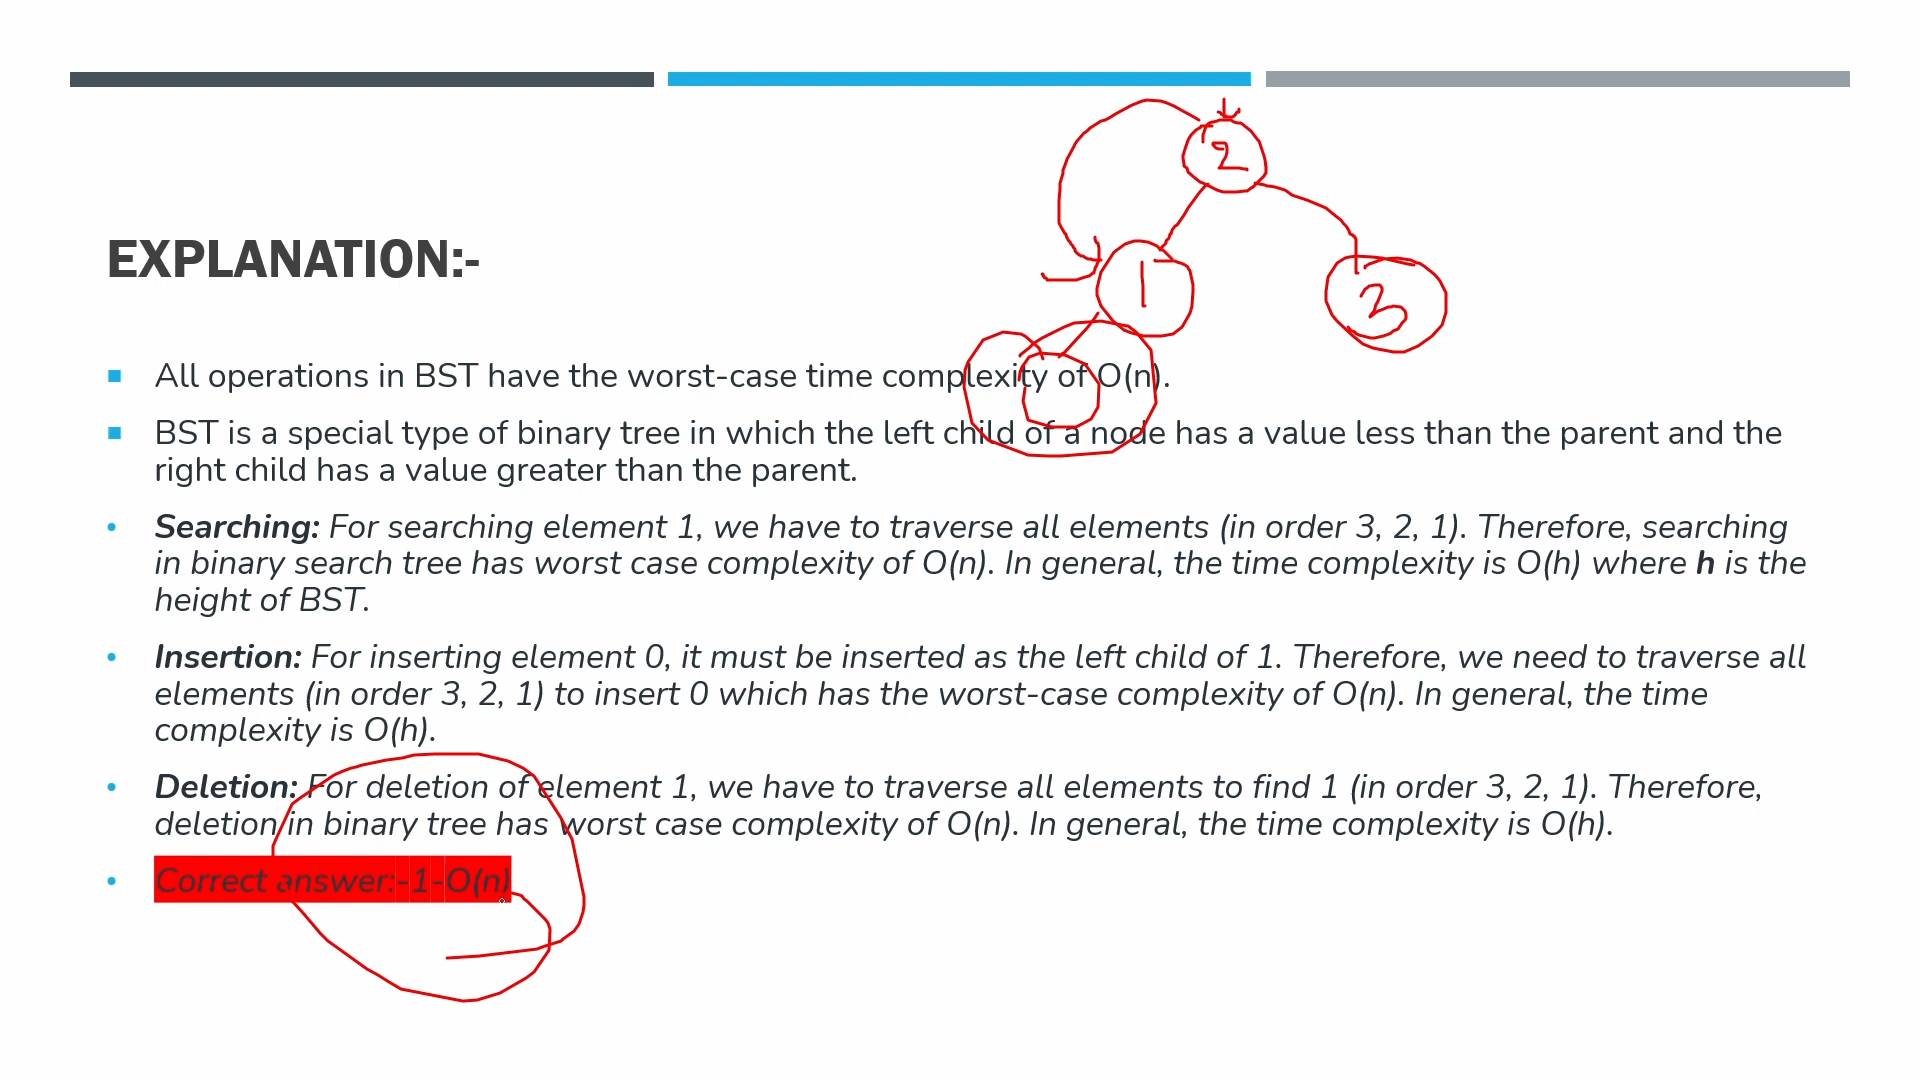 2
EXPLANATION:-
1
3
All operations in BST have the worst-case time complexity of O(n).
BST is a special type of binary tree in which the left child of a node has a value less than the parent and the
right child has a value greater than the parent.
Searching: For searching element 1, we have to traverse all elements (in order 3, 2, 1). Therefore, searching
in binary search tree has worst case complexity of O(n). In general, the time complexity is O(h) where h is the
height of BST.
Insertion: For inserting element 0, it must be inserted as the left child of 1. Therefore, we need to traverse all
elements (in order 3, 2, 1) to insert 0 which has the worst-case complexity of O(n). In general, the time
complexity is O(h).
Deletion: For deletion of element 1, we have to traverse all elements to find 1 (in order 3, 2, 1). Therefore,
deletion in binary tree has worst case complexity of O(n). In general, the time complexity is O(h).
Correct answer:-1-O(n)